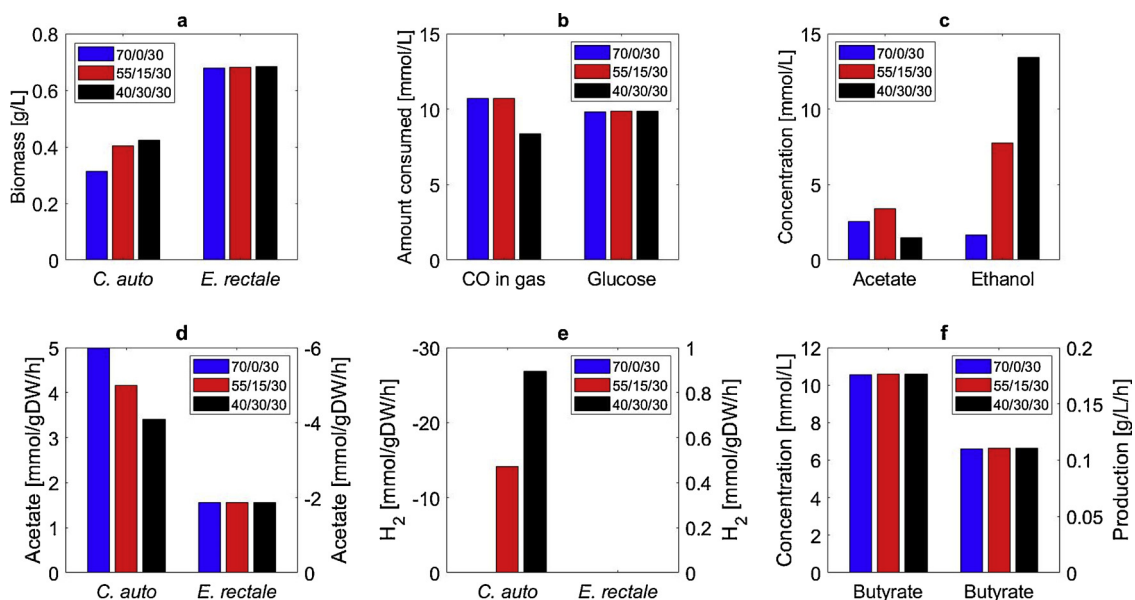 a
Biomass [g/L]
0.8
0.6
0.4
0.2
0
70/0/30
55/15/30
40/30/30
C. auto
E. rectale
b
Amount consumed [mmol/L]
15
10
5
0
70/0/30
55/15/30
40/30/30
CO in gas
Glucose
c
Concentration [mmol/L]
15
10
5
0
70/0/30
55/15/30
40/30/30
Acetate
Ethanol
d
Acetate [mmol/gDW/h]
5
4
3
2
1
0
70/0/30
55/15/30
40/30/30
-6
-4
-2
0
Acetate [mmol/gDW/h]
C. auto
E. rectale
e
H2 [mmol/gDW/h]
-30
-20
-10
0
70/0/30
55/15/30
40/30/30
1
0.8
0.6
0.4
0.2
0
H2 [mmol/gDW/h]
C. auto
E. rectale
f
Concentration [mmol/L]
12
10
8
6
4
2
0
70/0/30
55/15/30
40/30/30
0.2
0.15
0.1
0.05
0
Production [g/L/h]
Butyrate
Butyrate